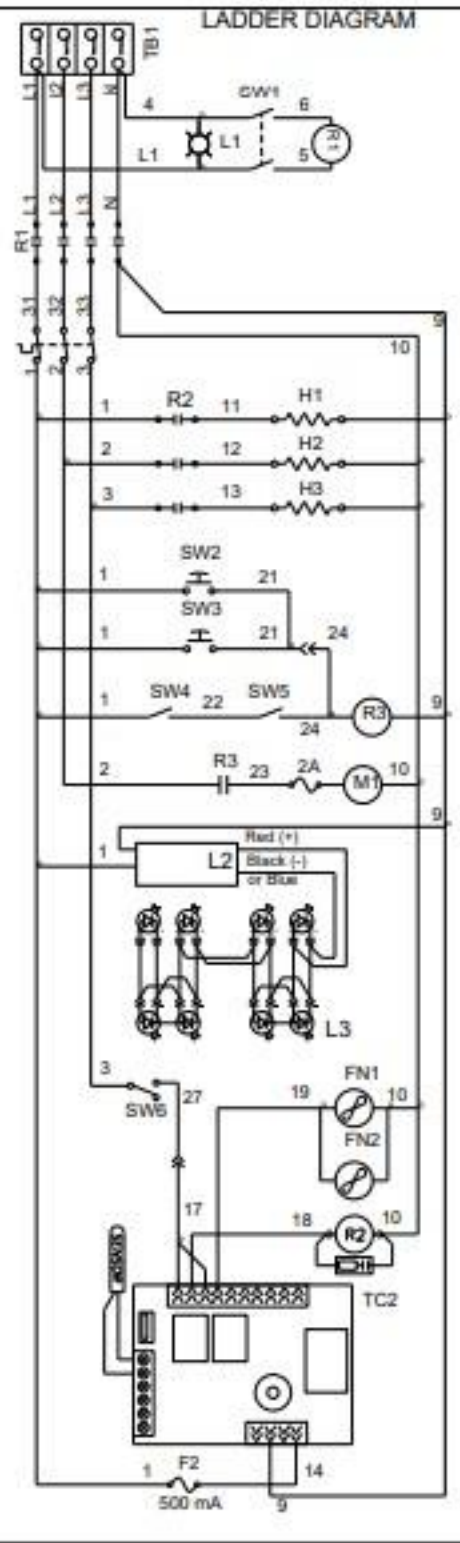 LADDER DIAGRAM
TB1
L1 L2 L3 N
4 SW1 6
L1 R1
L1 5
L1 L2 L3 N
R1
31 32 33
9
10
1 2 3
1 R2 11 H1
2 12 H2
3 13 H3
1 SW2 21
1 SW3 21 24
1 SW4 22 SW5 24 R3 9
2 R3 23 2A M1 10
9
1 L2 Red (+)
Black (-)
or Blue
L3
3 SW6 27 19 FN1 10
FN2
17 18 R2 10
SENSOR
TC2
1 F2 14
500 mA 9